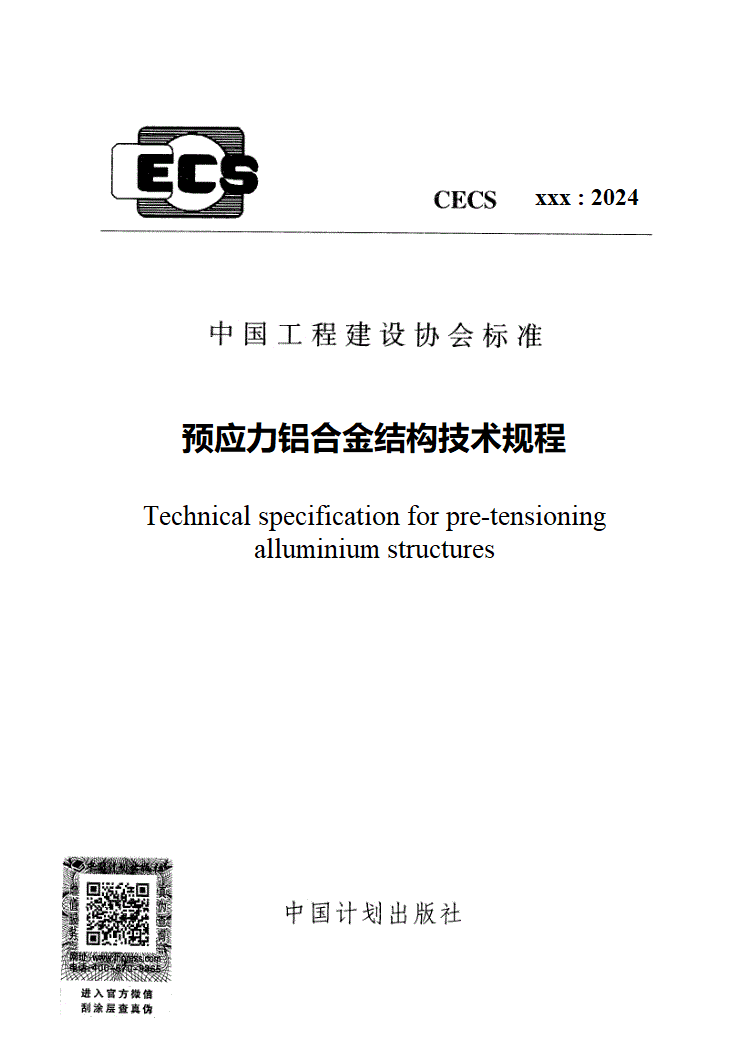 ECS
CECS xxx : 2024
中国工程建设协会标准
预应力铝合金结构技术规程
Technical specification for pre-tensioning
alluminium structures
中国计划出版社
进入官方微信
刮涂层查真伪